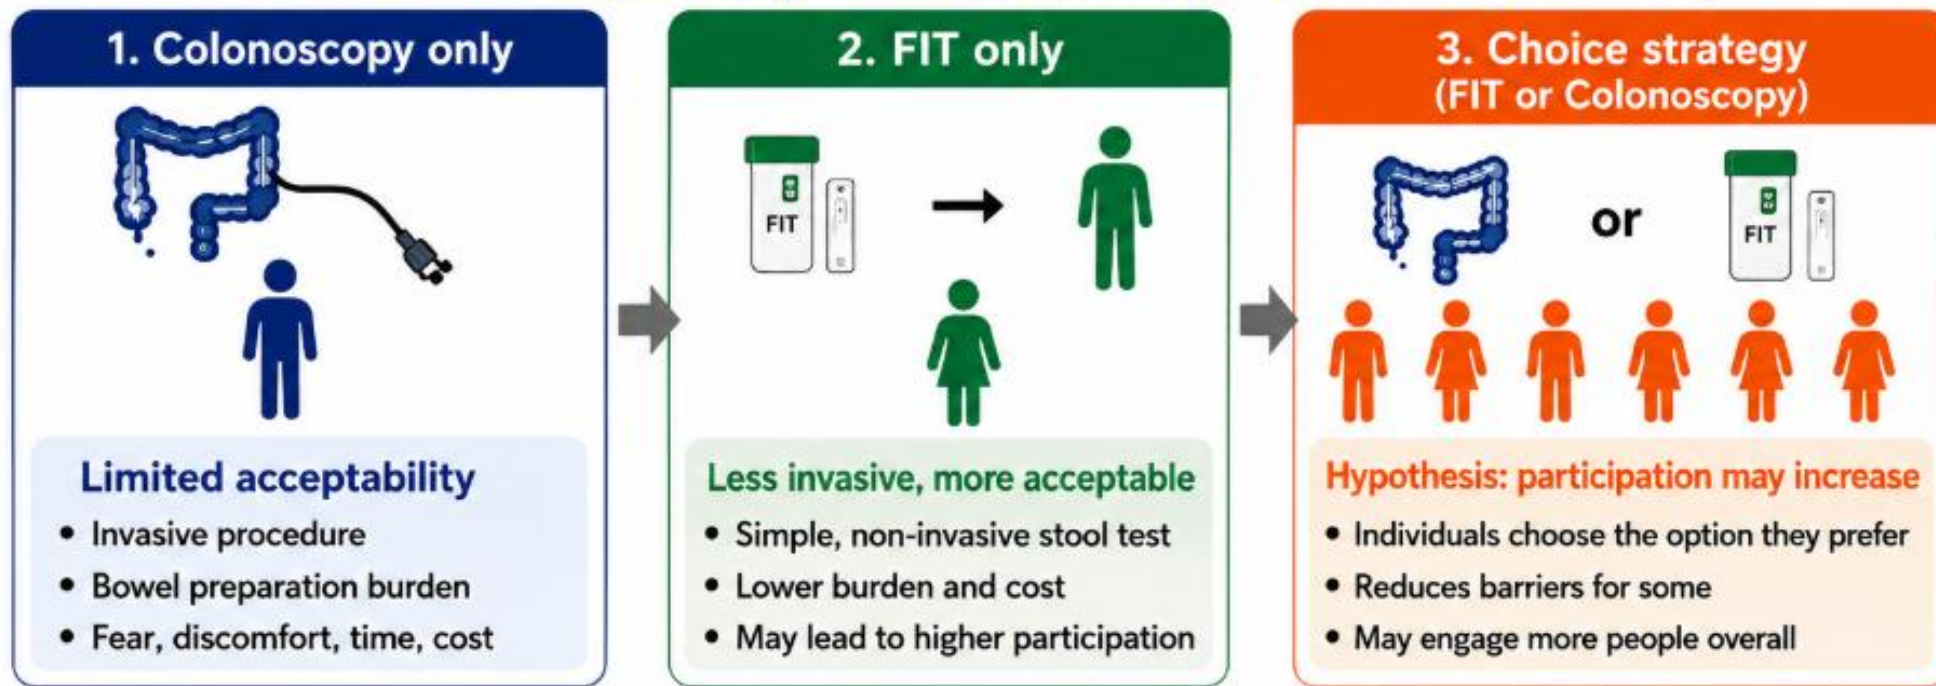 1. Colonoscopy only
Limited acceptability
• Invasive procedure
• Bowel preparation burden
• Fear, discomfort, time, cost
2. FIT only
FIT
Less invasive, more acceptable
• Simple, non-invasive stool test
• Lower burden and cost
• May lead to higher participation
3. Choice strategy
(FIT or Colonoscopy)
or
FIT
Hypothesis: participation may increase
• Individuals choose the option they prefer
• Reduces barriers for some
• May engage more people overall